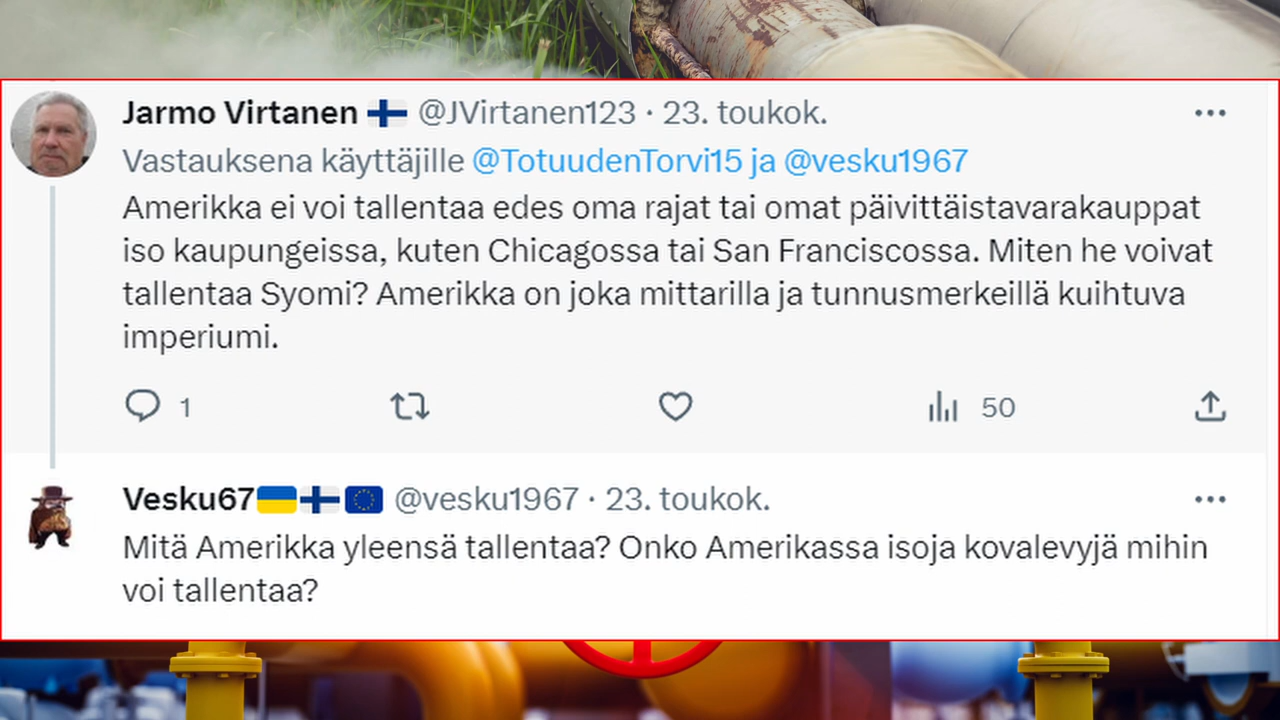 Jarmo Virtanen @JVirtanen123 · 23. toukok.
Vastauksena käyttäjille @TotuudenTorvi15 ja @vesku1967
Amerikka ei voi tallentaa edes oma rajat tai omat päivittäistavarakauppat
iso kaupungeissa, kuten Chicagossa tai San Franciscossa. Miten he voivat
tallentaa Syomi? Amerikka on joka mittarilla ja tunnusmerkeillä kuihtuva
imperiumi.
1 50
Vesku67 @vesku1967 · 23. toukok.
Mitä Amerikka yleensä tallentaa? Onko Amerikassa isoja kovalevyjä mihin
voi tallentaa?